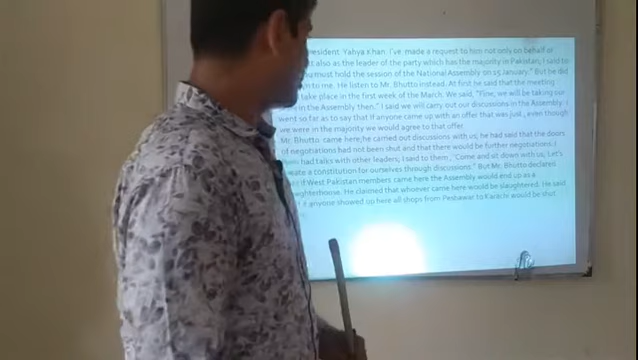 resident. Yahya Khan. I've made a request to him not only on behalf of
also as the leader of the party which has the majority in Pakistan, I said to
must hold the session of the National Assembly on 15 January." But he did
to me. He listen to Mr. Bhutto instead. At first he said that the meeting
take place in the first week of the March. We said, "Fine, we will be taking our
in the Assembly then." I said we will carry out our discussions in the Assembly. I
went so far as to say that if anyone came up with an offer that was just, even though
we were in the majority we would agree to that offer.
Mr. Bhutto came here, he carried out discussions with us, he had said that the doors
of negotiations had not been shut and that there would be further negotiations. I
had talks with other leaders; I said to them, 'Come and sit down with us; Let's
a constitution for ourselves through discussions." But Mr. Bhutto declared
if West Pakistan members came here the Assembly would end up as a
He claimed that whoever came here would be slaughtered. He said
anyone showed up here all shops from Peshawar to Karachi would be shut.